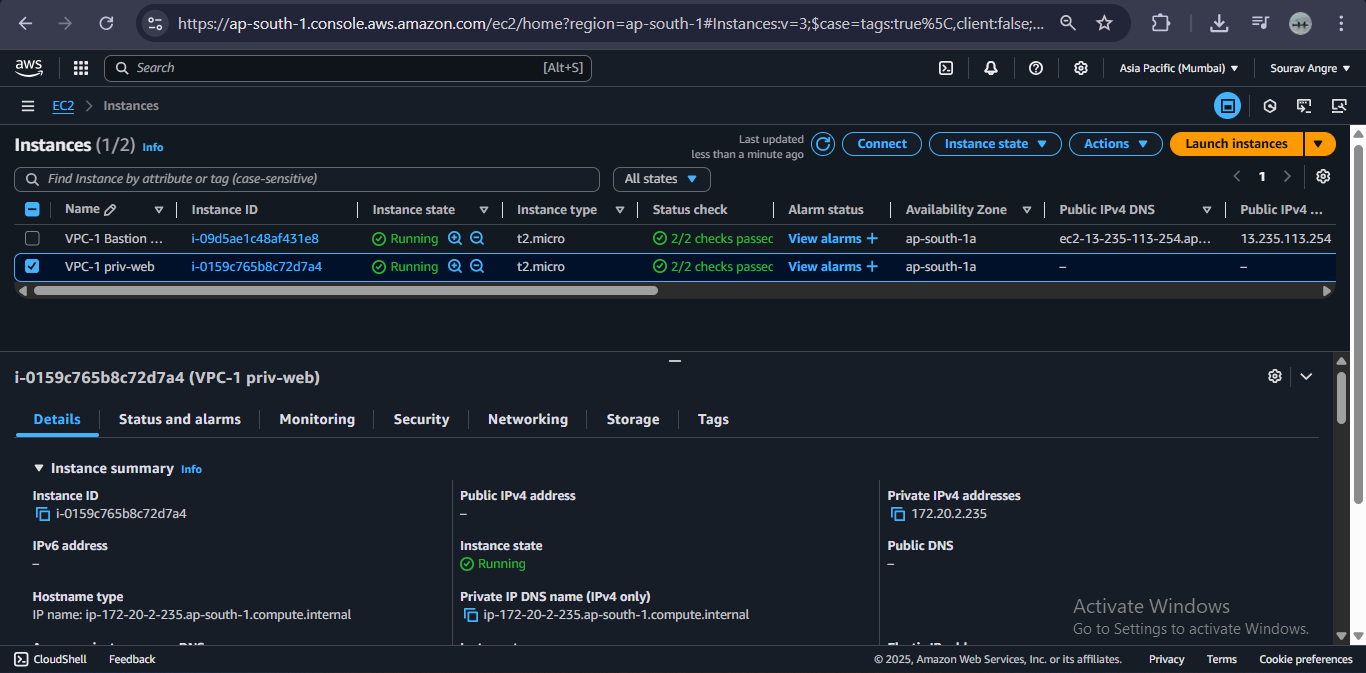 https://ap-south-1.console.aws.amazon.com/ec2/home?region=ap-south-1#Instances:v=3;$case=tags:true%5C,client:false;...
aws Search [Alt+S] Asia Pacific (Mumbai) Sourav Angre
EC2 Instances
Instances (1/2) Info Last updated less than a minute ago Connect Instance state Actions Launch instances
Find Instance by attribute or tag (case-sensitive) All states 1
Name Instance ID Instance state Instance type Status check Alarm status Availability Zone Public IPv4 DNS Public IPv4 ...
VPC-1 Bastion ... i-09d5ae1c48af431e8 Running t2.micro 2/2 checks passec View alarms + ap-south-1a ec2-13-235-113-254.ap... 13.235.113.254
VPC-1 priv-web i-0159c765b8c72d7a4 Running t2.micro 2/2 checks passec View alarms + ap-south-1a – –
i-0159c765b8c72d7a4 (VPC-1 priv-web)
Details Status and alarms Monitoring Security Networking Storage Tags
Instance summary Info
Instance ID Public IPv4 address Private IPv4 addresses
i-0159c765b8c72d7a4 – 172.20.2.235
IPv6 address Instance state Public DNS
– Running –
Hostname type Private IP DNS name (IPv4 only)
IP name: ip-172-20-2-235.ap-south-1.compute.internal ip-172-20-2-235.ap-south-1.compute.internal
Activate Windows
Go to Settings to activate Windows.
CloudShell Feedback © 2025, Amazon Web Services, Inc. or its affiliates. Privacy Terms Cookie preferences